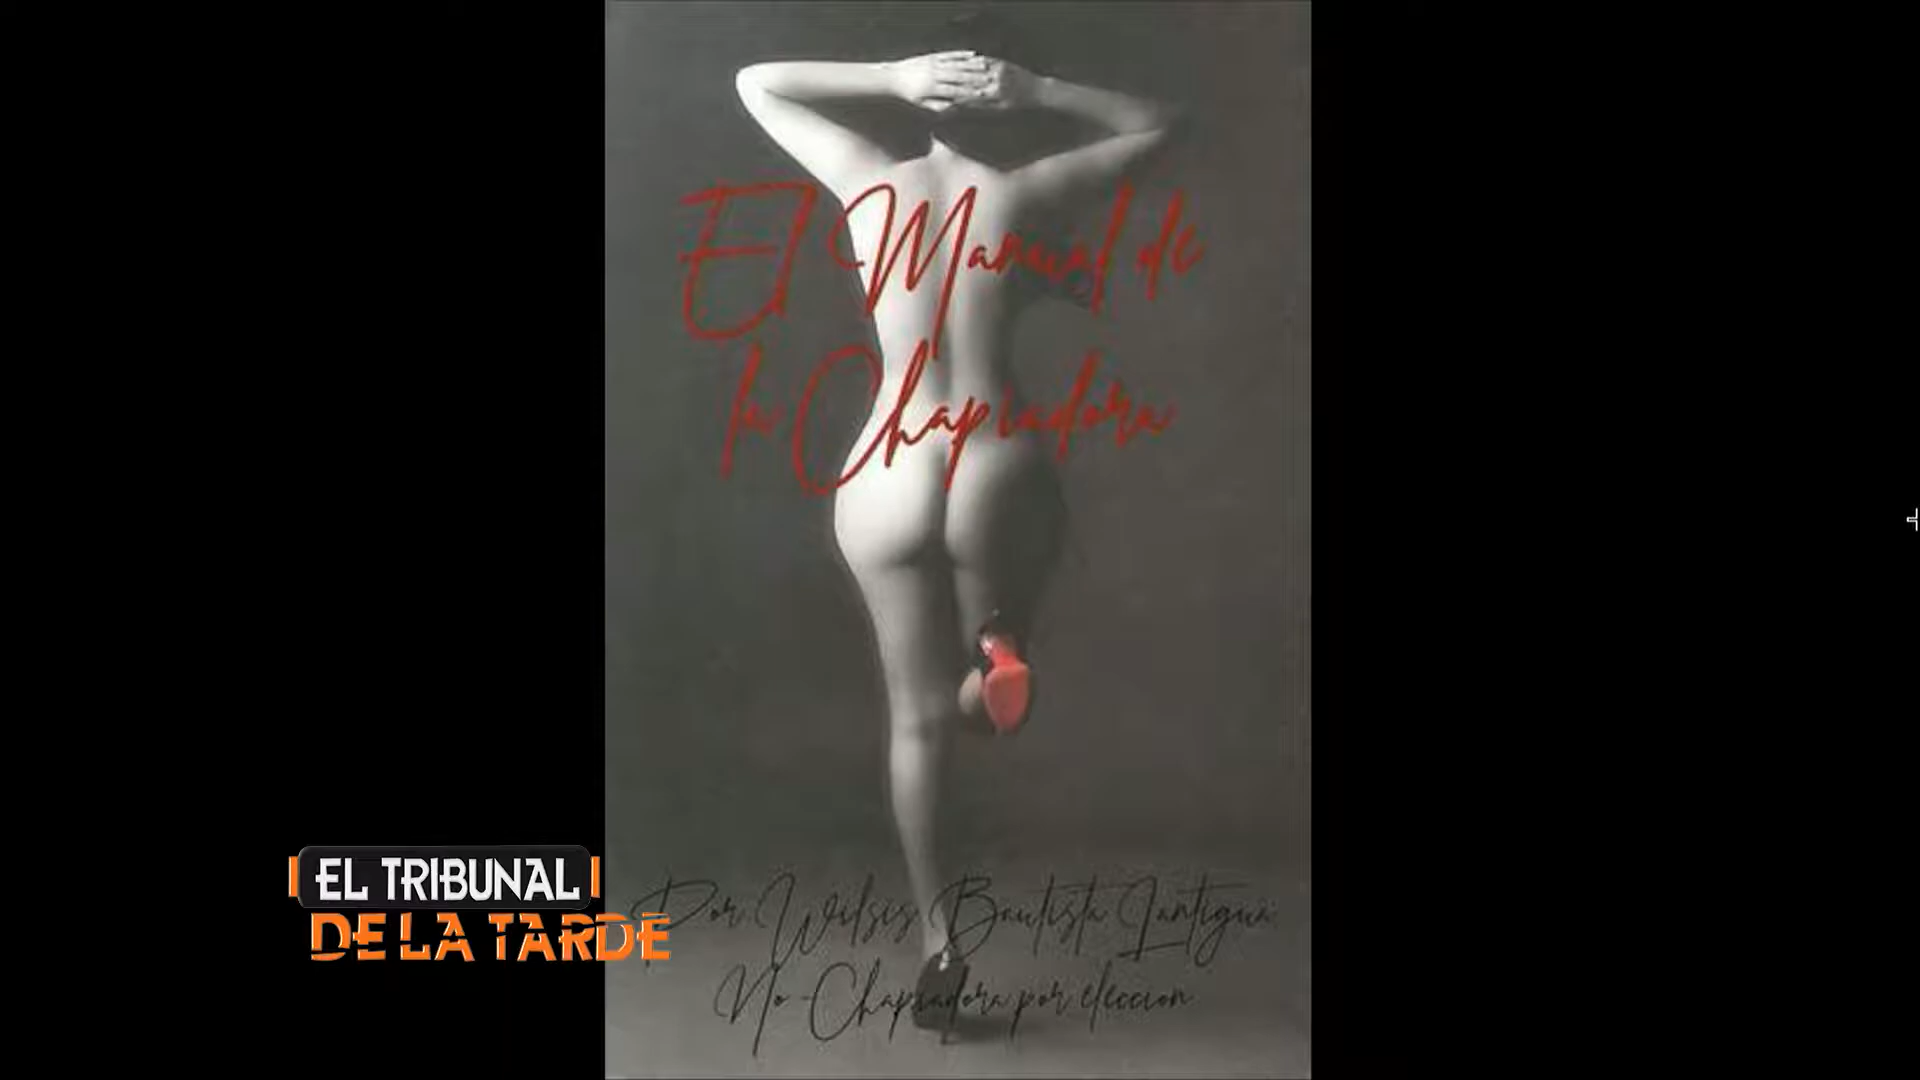 El Manual de
la Chapiadora
EL TRIBUNAL
DE LA TARDE
Por Wilsis Bautista Lantigua
No-Chapiadora por eleccion